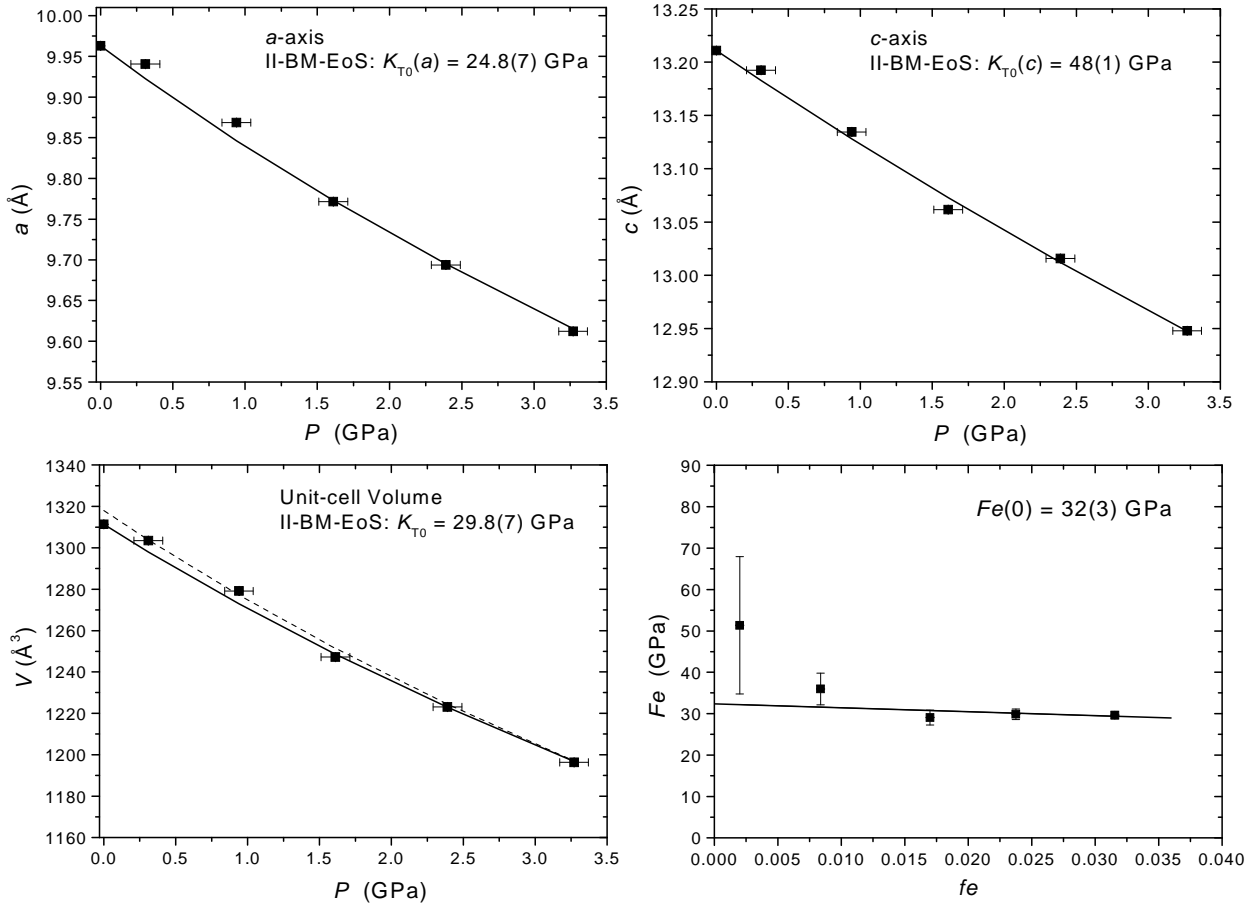 a-axis
II-BM-EoS: K_T0(a) = 24.8(7) GPa
10.00
9.95
9.90
9.85
9.80
9.75
9.70
9.65
9.60
9.55
a (Å)
0.0 0.5 1.0 1.5 2.0 2.5 3.0 3.5
P (GPa)
c-axis
II-BM-EoS: K_T0(c) = 48(1) GPa
13.25
13.20
13.15
13.10
13.05
13.00
12.95
12.90
c (Å)
0.0 0.5 1.0 1.5 2.0 2.5 3.0 3.5
P (GPa)
Unit-cell Volume
II-BM-EoS: K_T0 = 29.8(7) GPa
1340
1320
1300
1280
1260
1240
1220
1200
1180
1160
V (Å³)
0.0 0.5 1.0 1.5 2.0 2.5 3.0 3.5
P (GPa)
Fe(0) = 32(3) GPa
90
80
70
60
50
40
30
20
10
0
Fe (GPa)
0.000 0.005 0.010 0.015 0.020 0.025 0.030 0.035 0.040
fe